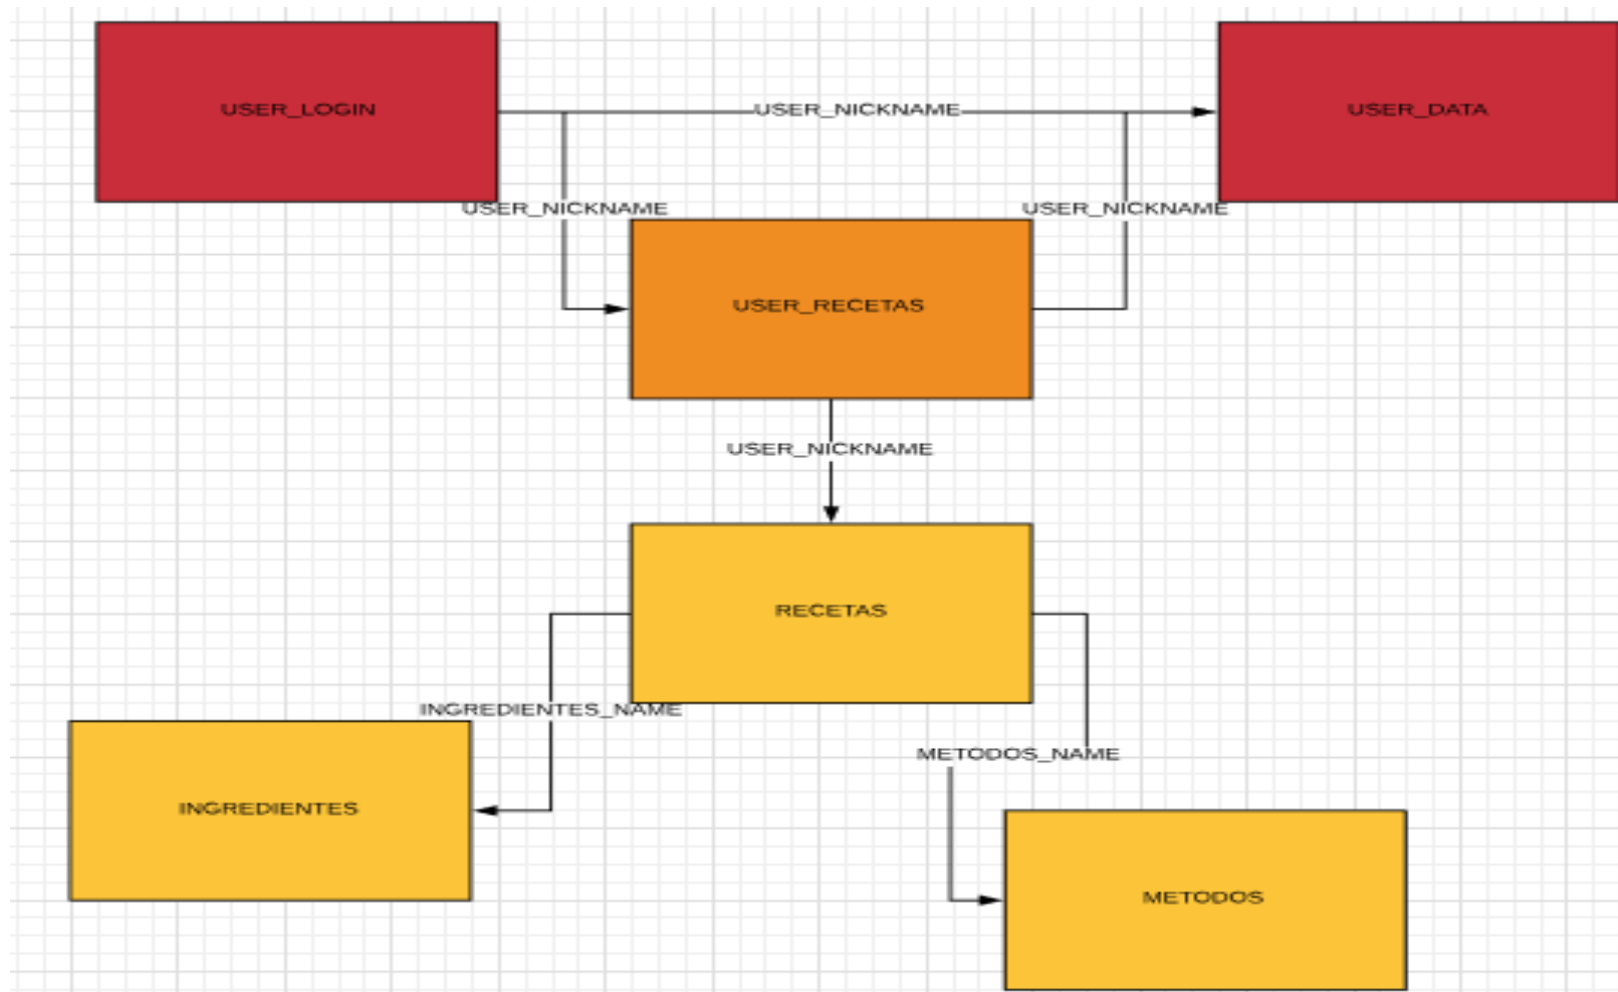 USER_LOGIN
USER_NICKNAME
USER_DATA
USER_NICKNAME
USER_NICKNAME
USER_RECETAS
USER_NICKNAME
RECETAS
INGREDIENTES_NAME
METODOS_NAME
INGREDIENTES
METODOS